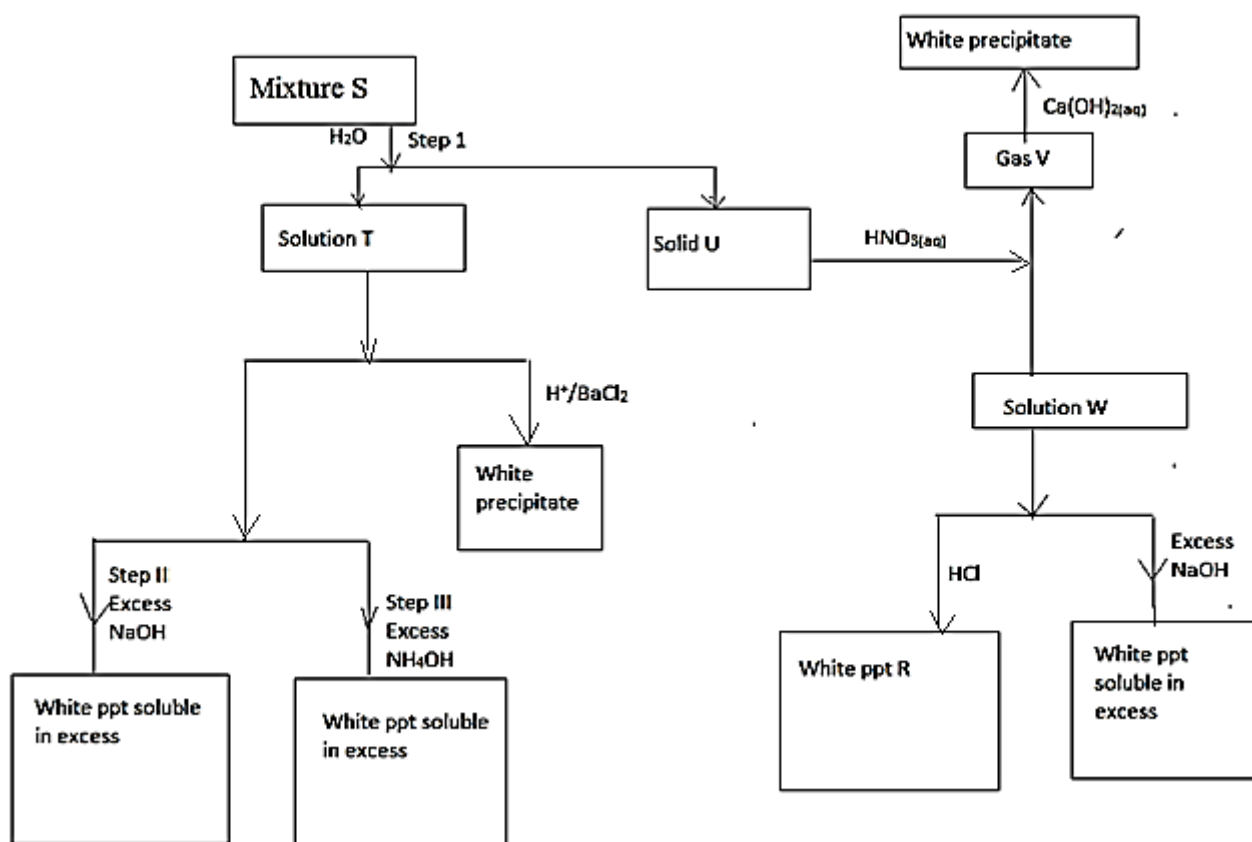 White precipitate
Mixture S
H₂O
Step 1
Ca(OH)₂(aq)
Gas V
Solution T
Solid U
HNO₃(aq)
H⁺/BaCl₂
Solution W
White
precipitate
Step II
Excess
NaOH
Step III
Excess
NH₄OH
HCl
Excess
NaOH
White ppt soluble
in excess
White ppt soluble
in excess
White ppt R
White ppt
soluble in
excess